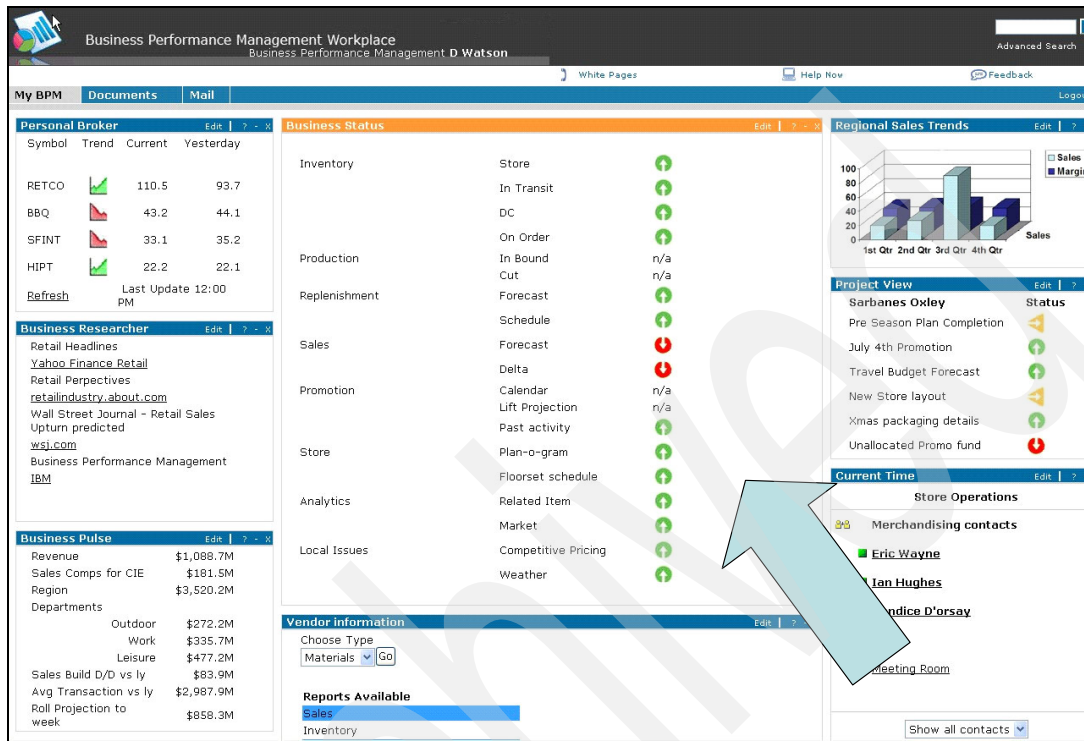 Business Performance Management Workplace
Business Performance Management D Watson
Advanced Search
White Pages
Help Now
Feedback
My BPM Documents Mail
Personal Broker Edit ? - X
Symbol Trend Current Yesterday
RETCO 110.5 93.7
BBQ 43.2 44.1
SFINT 33.1 35.2
HIPT 22.2 22.1
Refresh Last Update 12:00
PM
Business Researcher Edit ? - X
Retail Headlines
Yahoo Finance Retail
Retail Perpectives
retailindustry.about.com
Wall Street Journal - Retail Sales
Upturn predicted
wsj.com
Business Performance Management
IBM
Business Pulse Edit ? - X
Revenue $1,088.7M
Sales Comps for CIE $181.5M
Region $3,520.2M
Departments
Outdoor $272.2M
Work $335.7M
Leisure $477.2M
Sales Build D/D vs ly $83.9M
Avg Transaction vs ly $2,987.9M
Roll Projection to
week $858.3M
Business Status Edit ? - X
Inventory Store
In Transit
DC
On Order
Production In Bound n/a
Cut n/a
Replenishment Forecast
Schedule
Sales Forecast
Delta
Promotion Calendar n/a
Lift Projection n/a
Past activity
Store Plan-o-gram
Floorset schedule
Analytics Related Item
Market
Local Issues Competitive Pricing
Weather
Vendor information Edit ?
Choose Type
Materials Go
Reports Available
Sales
Inventory
Regional Sales Trends Edit ?
100
80
60
40
20
0
1st Qtr 2nd Qtr 3rd Qtr 4th Qtr
Sales
Sales
Project View Edit ?
Sarbanes Oxley Status
Pre Season Plan Completion
July 4th Promotion
Travel Budget Forecast
New Store layout
Xmas packaging details
Unallocated Promo fund
Current Time Edit ?
Store Operations
Merchandising contacts
Eric Wayne
Ian Hughes
D'orsay
Meeting Room
Show all contacts